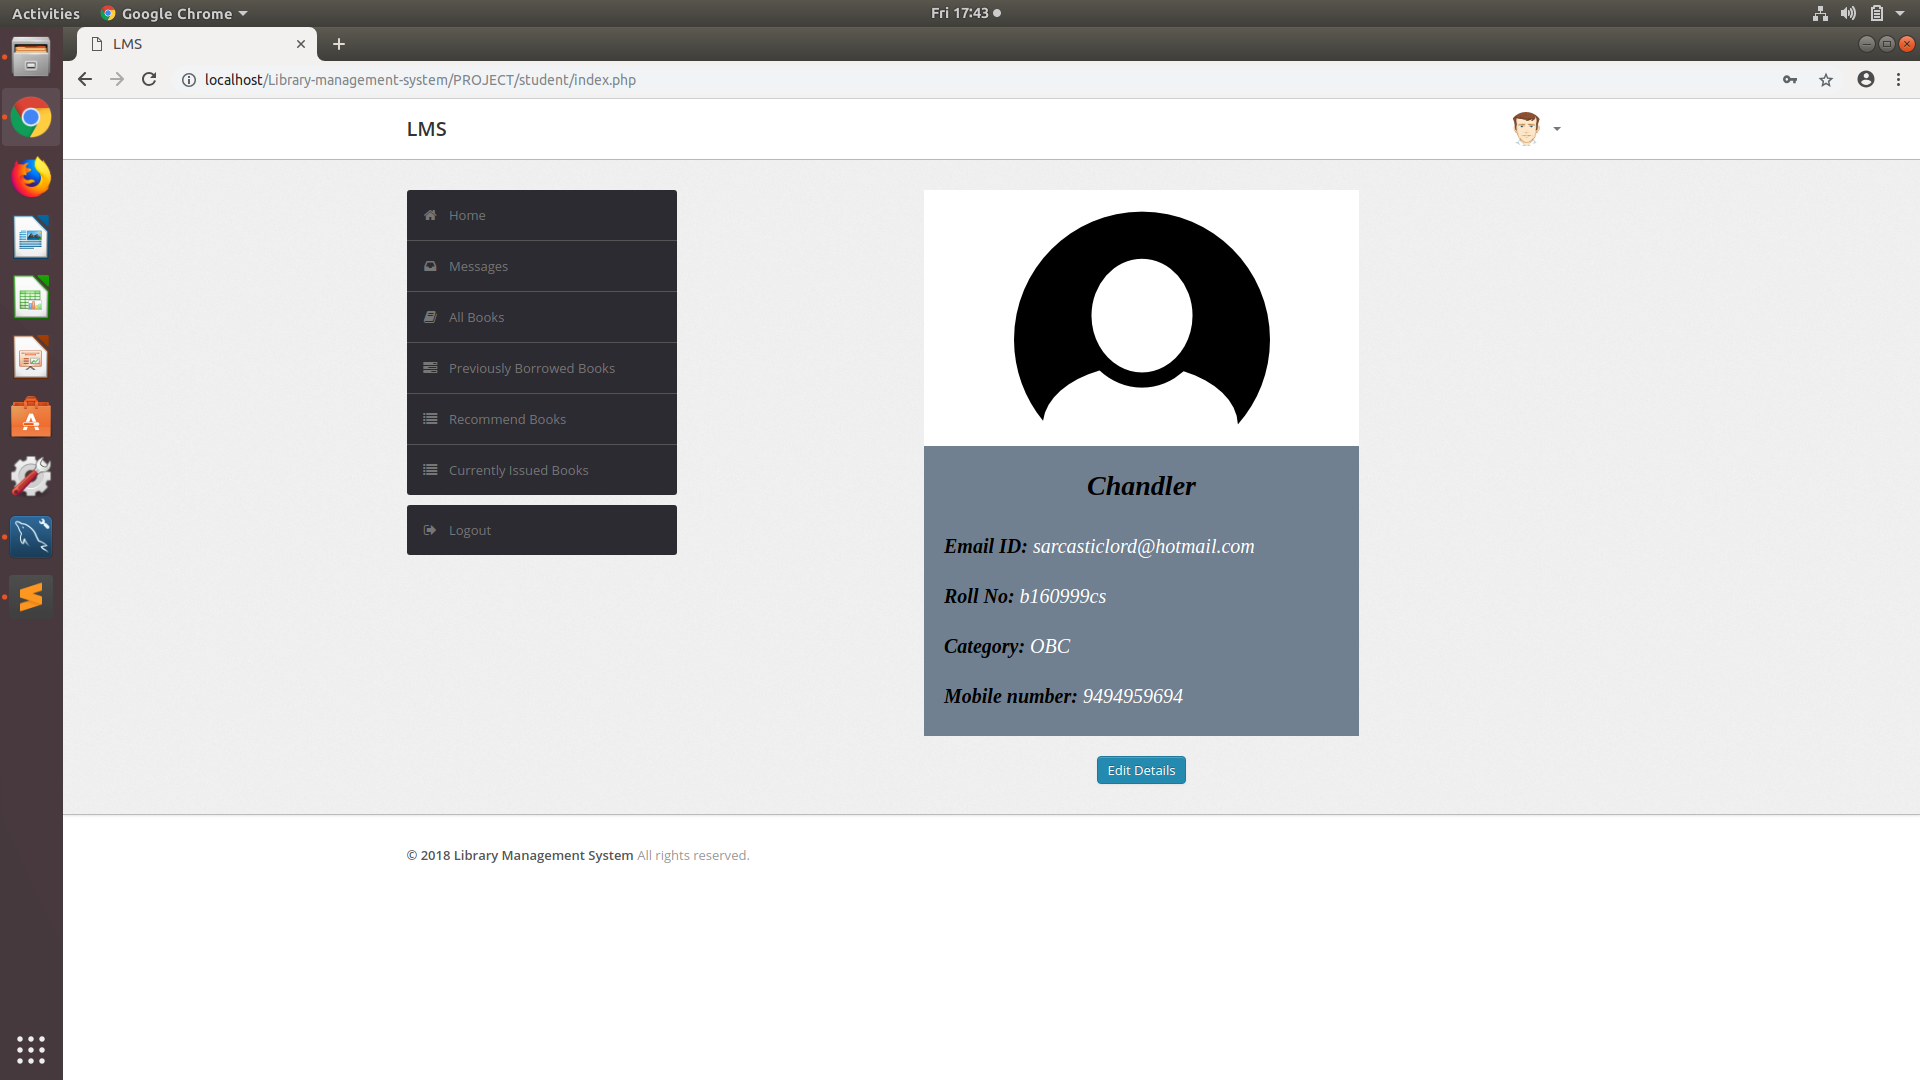 Activities Google Chrome Fri 17:43
LMS
localhost/Library-management-system/PROJECT/student/index.php
LMS
Home
Messages
All Books
Previously Borrowed Books
Recommend Books
Currently Issued Books
Logout
Chandler
Email ID: sarcasticlord@hotmail.com
Roll No: b160999cs
Category: OBC
Mobile number: 9494959694
Edit Details
© 2018 Library Management System All rights reserved.